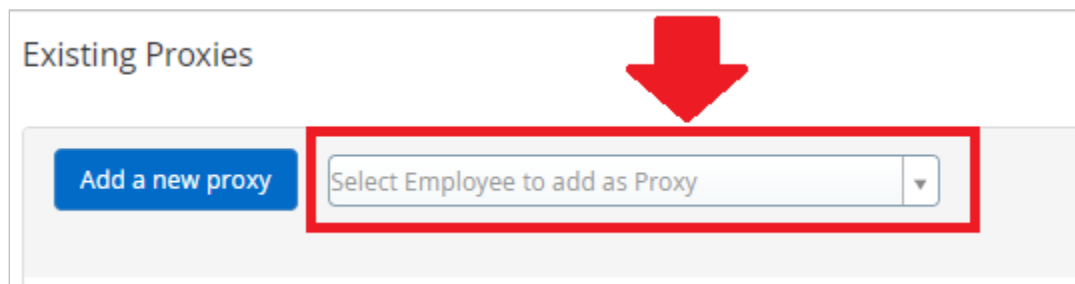 Existing Proxies
Add a new proxy
Select Employee to add as Proxy